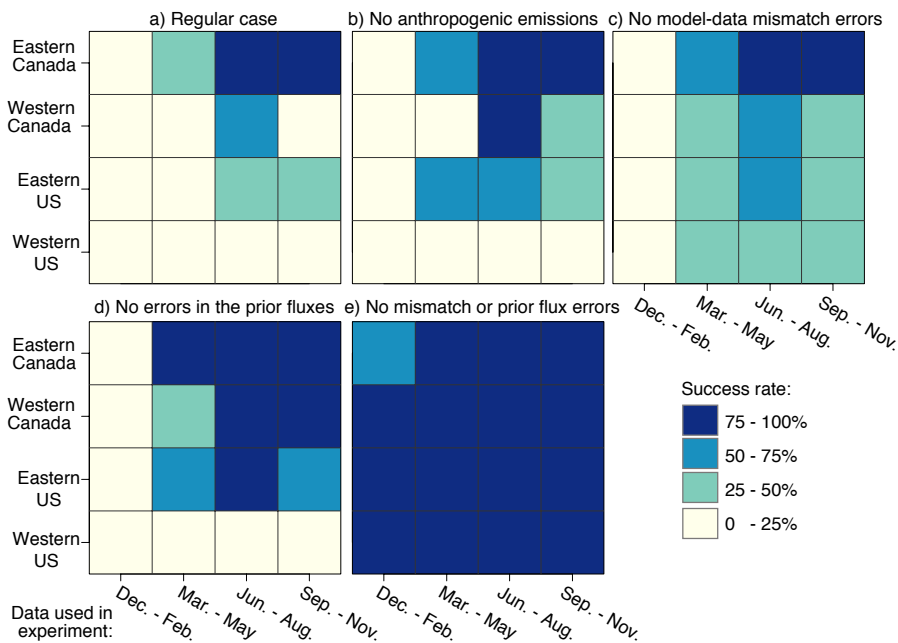 a) Regular case
b) No anthropogenic emissions
c) No model-data mismatch errors
Eastern
Canada
Western
Canada
Eastern
US
Western
US
Dec. - Feb.
Mar. - May
Jun. - Aug.
Sep. - Nov.
d) No errors in the prior fluxes
e) No mismatch or prior flux errors
Eastern
Canada
Western
Canada
Eastern
US
Western
US
Success rate:
75 - 100%
50 - 75%
25 - 50%
0 - 25%
Data used in
experiment:
Dec. - Feb.
Mar. - May
Jun. - Aug.
Sep. - Nov.
Dec. - Feb.
Mar. - May
Jun. - Aug.
Sep. - Nov.